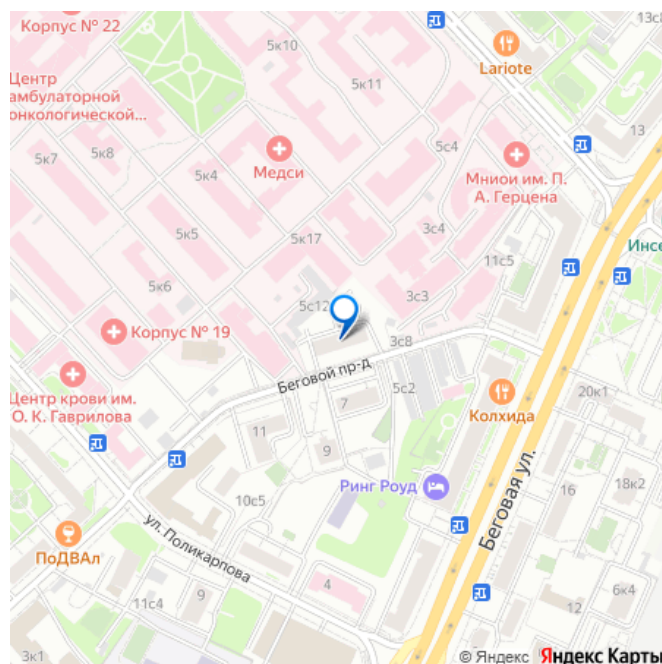 Корпус № 22
5к10
Lariote
13с8
Центр
амбулаторной
онкологической...
5к11
13
5к7
5к8
5к4
Медси
5с4
Мниои им. П.
А. Герцена
5к5
5к17
3с4
11с5
Инсе
5к6
5с12
3с3
Корпус № 19
3с8
Беговой пр-д
Центр крови им.
О. К. Гаврилова
7
5с2
Колхида
20к1
11
9
Ринг Роуд
Беговая ул.
16
18к2
10с5
ул. Поликарпова
ПоДВАл
4
11с4
9
12
6к4
3к1
© Яндекс Яндекс Карты